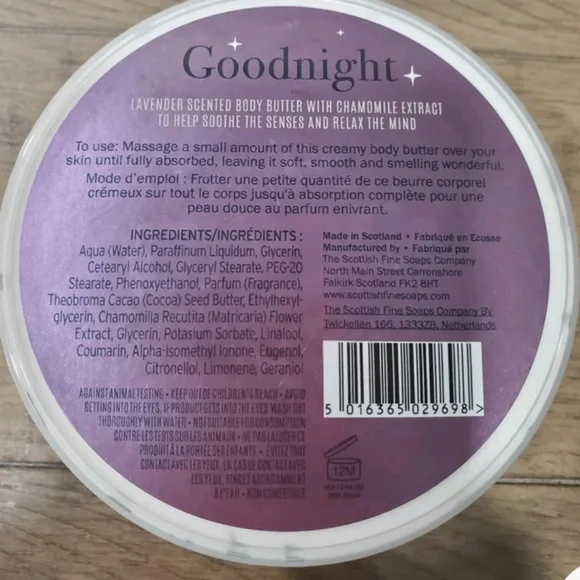 Goodnight
LAVENDER SCENTED BODY BUTTER WITH CHAMOMILE EXTRACT
TO HELP SOOTHE THE SENSES AND RELAX THE MIND
To use: Massage a small amount of this creamy body butter over your
skin until fully absorbed, leaving it soft, smooth and smelling wonderful.
Mode d'emploi : Frutter une petite quantité de ce beurre corporel
crémeux sur tout le corps jusqu'à absorption complète pour une
peau douce au parfum enivrant.
INGREDIENTS/INGRÉDIENTS :
Aqua (Water), Paraffinum Liquidum, Glycerin,
Cetearyl Alcohol, Glyceryl Stearate, PEG-20
Stearate, Phenoxyethanol, Parfum (Fragrance),
Theobroma Cacao (Cocoa) Seed Butter, Ethylhexyl-
glycerin, Chamomilla Recutita (Matricaria) Flower
Extract, Glycerin, Potassium Sorbate, Linalool,
Coumarin, Alpha-Isomethyl Ionone, Eugenol,
Citronellol, Limonene, Geraniol
AGAINST ANIMAL TESTING • KEEP OUT OF CHILDREN'S REACH • AVOID
GETTING INTO THE EYES. IF PRODUCT GETS INTO THE EYES WASH OUT
THOROUGHLY WITH WATER • NOT SUITABLE FOR CONSUMPTION
CONTRE LES TESTS SUR LES ANIMAUX • NE PAS LAISSER CE
PRODUIT À LA PORTÉE DES ENFANTS • ÉVITEZ TOUT
CONTACT AVEC LES YEUX. EN CAS DE CONTACT AVEC
LES YEUX, RINCEZ ABONDAMMENT
À L'EAU • NON COMESTIBLE
Made in Scotland • Fabriqué en Ecosse
Manufactured by • Fabriqué par
The Scottish Fine Soaps Company
North Main Street Carronshore
Falkirk Scotland FK2 8HT
www.scottishfinesoaps.com
The Scottish Fine Soaps Company BV
Twickellan 166, 1333ZB, Netherlands
5 016365 029698 >
12M